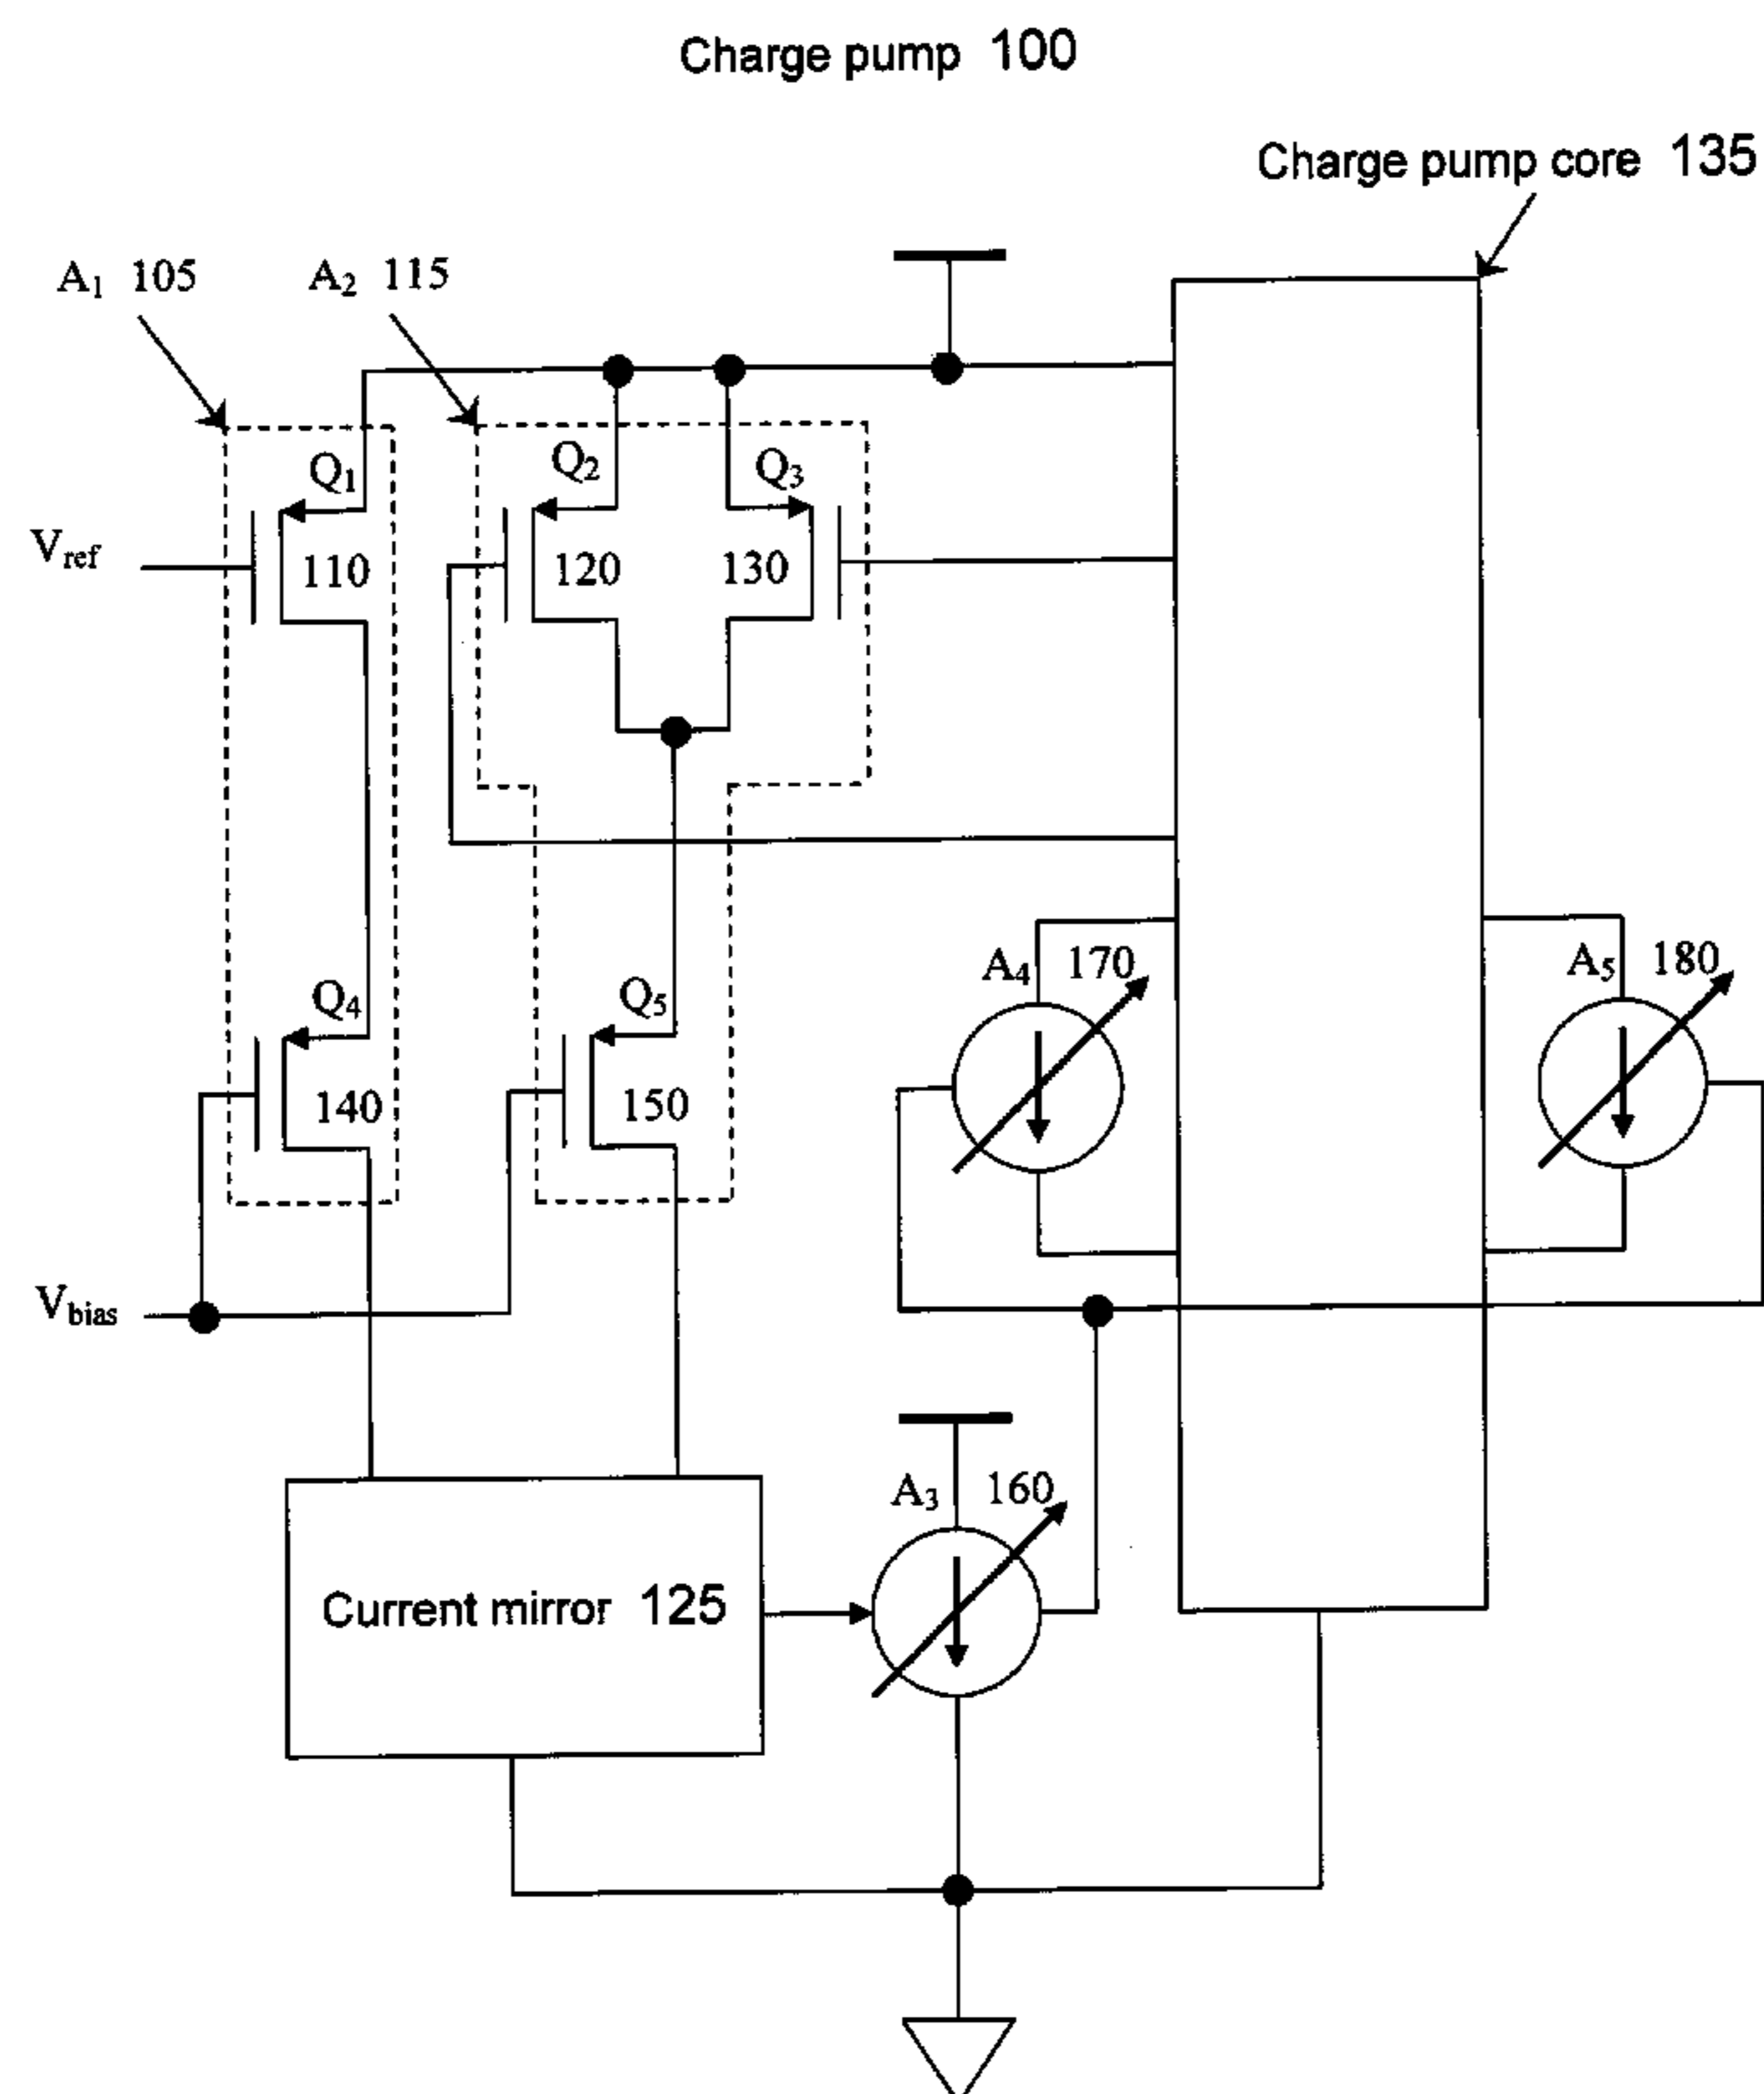 Charge pump 100
Charge pump core 135
A₁ 105
A₂ 115
Q₁
Q₂
Q₃
Vref
110
120
130
Q₄
Q₅
A₄ 170
A₅ 180
140
150
Vbias
A₃ 160
Current mirror 125